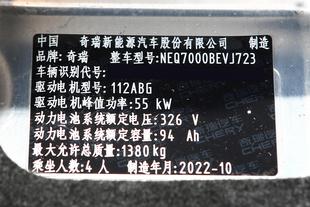 中国 奇瑞新能源汽车股份有限公司 制造
品牌:奇瑞 整车型号:NEQ7000BEVJ723
车辆识别代号:
驱动电机型号:112ABG
驱动电机峰值功率:55 kW
动力电池系统额定电压:326 V
动力电池系统额定容量:94 Ah
最大允许总质量:1380kg
乘坐人数:4 人 制造年月:2022-10